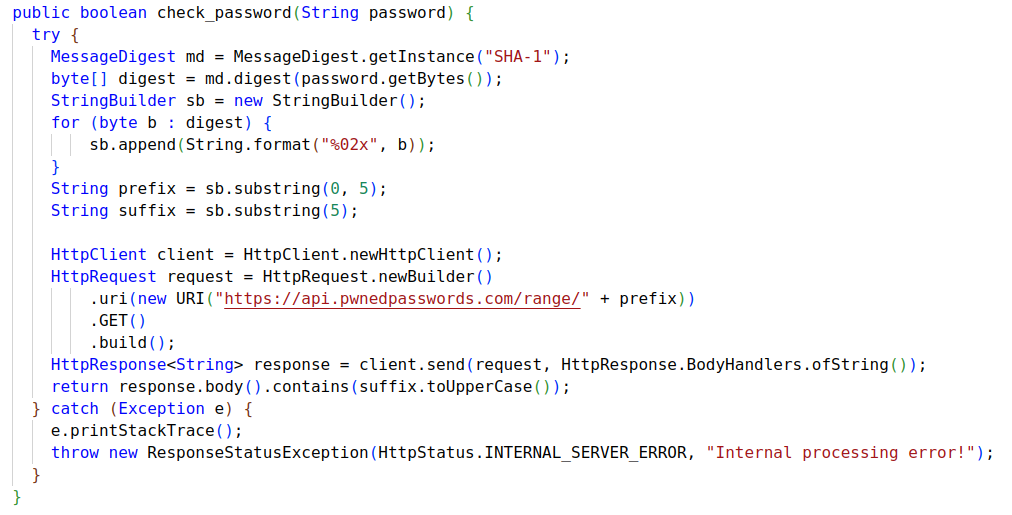 public boolean check_password(String password) {
try {
MessageDigest md = MessageDigest.getInstance("SHA-1");
byte[] digest = md.digest(password.getBytes());
StringBuilder sb = new StringBuilder();
for (byte b : digest) {
sb.append(String.format("%02x", b));
}
String prefix = sb.substring(0, 5);
String suffix = sb.substring(5);
HttpClient client = HttpClient.newHttpClient();
HttpRequest request = HttpRequest.newBuilder()
.uri(new URI("https://api.pwnedpasswords.com/range/" + prefix))
.GET()
.build();
HttpResponse<String> response = client.send(request, HttpResponse.BodyHandlers.ofString());
return response.body().contains(suffix.toUpperCase());
} catch (Exception e) {
e.printStackTrace();
throw new ResponseStatusException(HttpStatus.INTERNAL_SERVER_ERROR, "Internal processing error!");
}
}